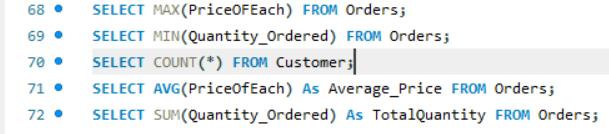 68 SELECT MAX(PriceOfEach) FROM Orders;
69 SELECT MIN(Quantity_Ordered) FROM Orders;
70 SELECT COUNT(*) FROM Customer;
71 SELECT AVG(PriceOfEach) As Average_Price FROM Orders;
72 SELECT SUM(Quantity_Ordered) As TotalQuantity FROM Orders;